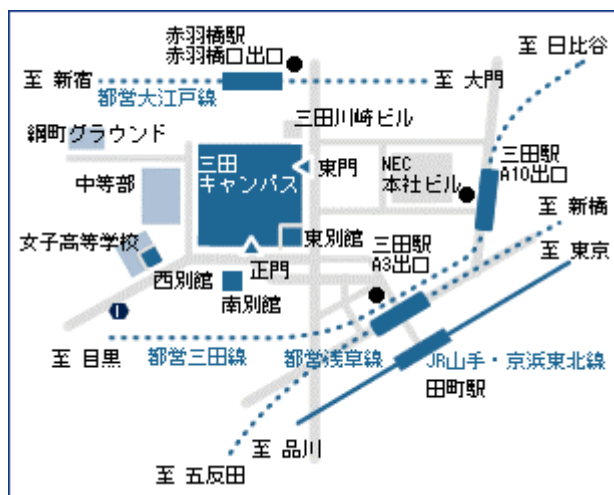 赤羽橋駅
赤羽橋口出口
至 日比谷
至 新宿
至 大門
都営大江戸線
三田川崎ビル
綱町グラウンド
三田
キャンパス
東門
NEC
本社ビル
三田駅
A10出口
中等部
至 新橋
女子高等学校
東別館
三田駅
A3出口
至 東京
西別館
正門
南別館
至 目黒
都営三田線
都営浅草線
JR山手・京浜東北線
田町駅
至 品川
至 五反田